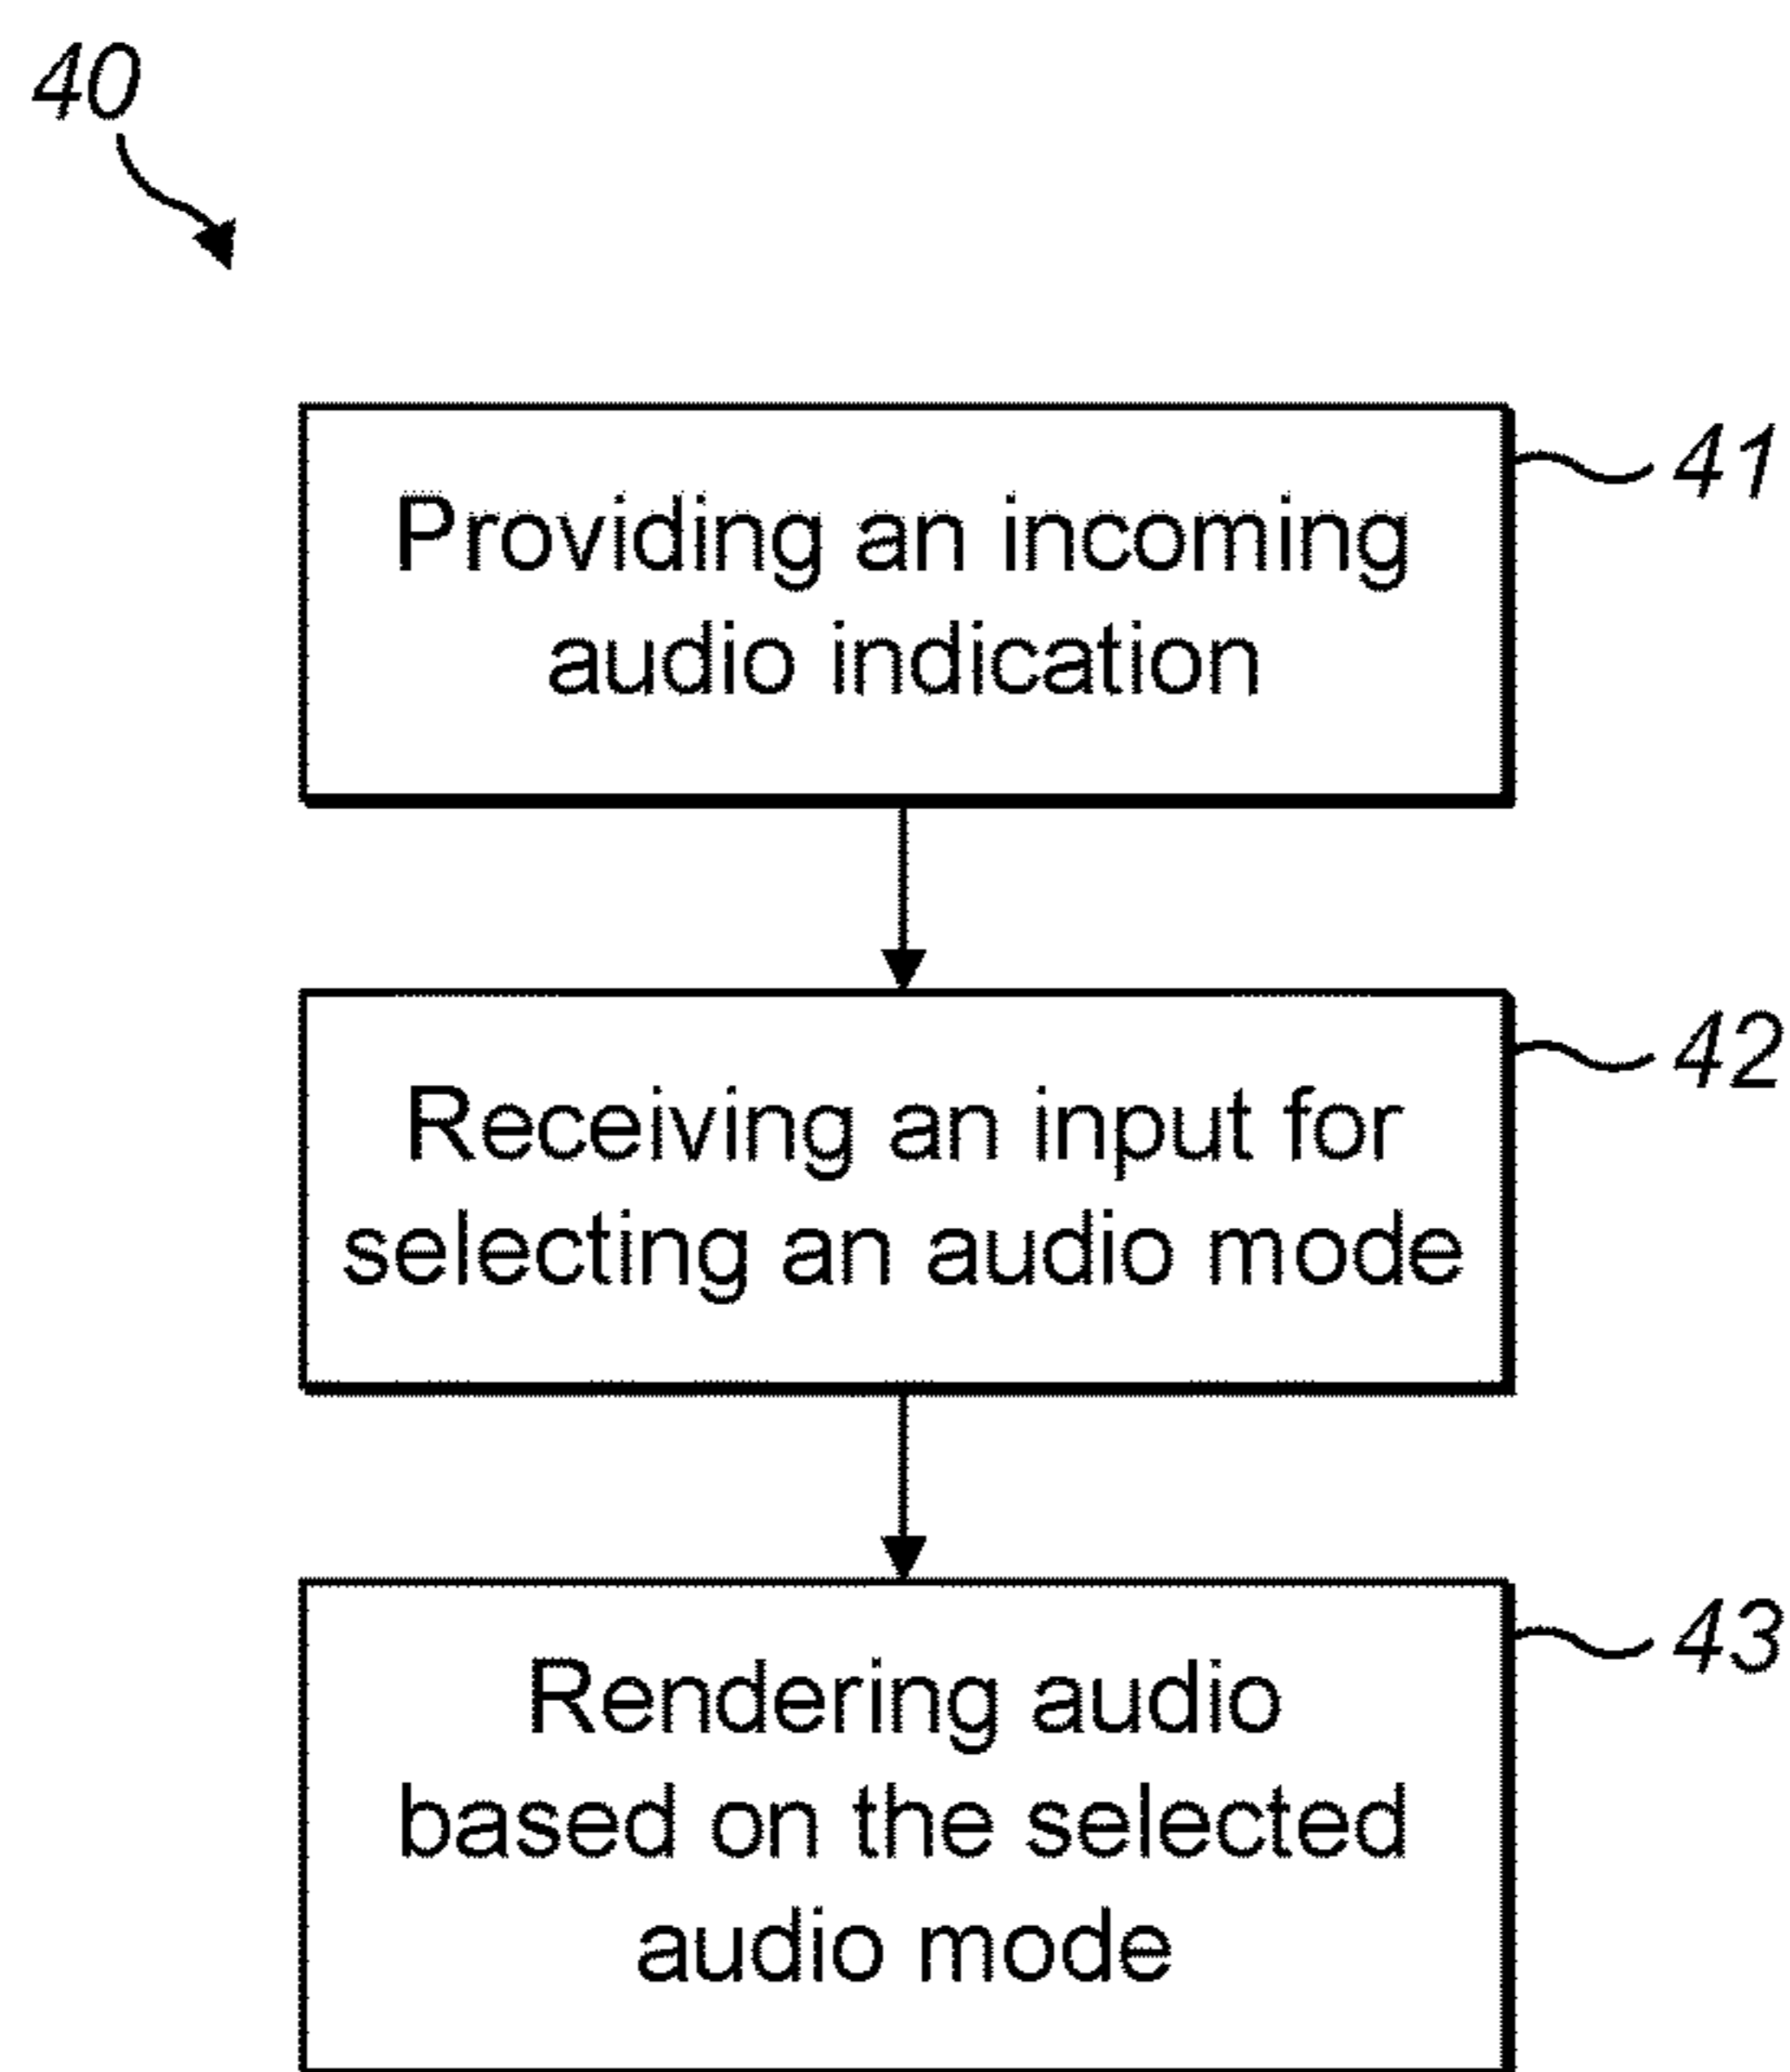 40
Providing an incoming
audio indication
41
Receiving an input for
selecting an audio mode
42
Rendering audio
based on the selected
audio mode
43